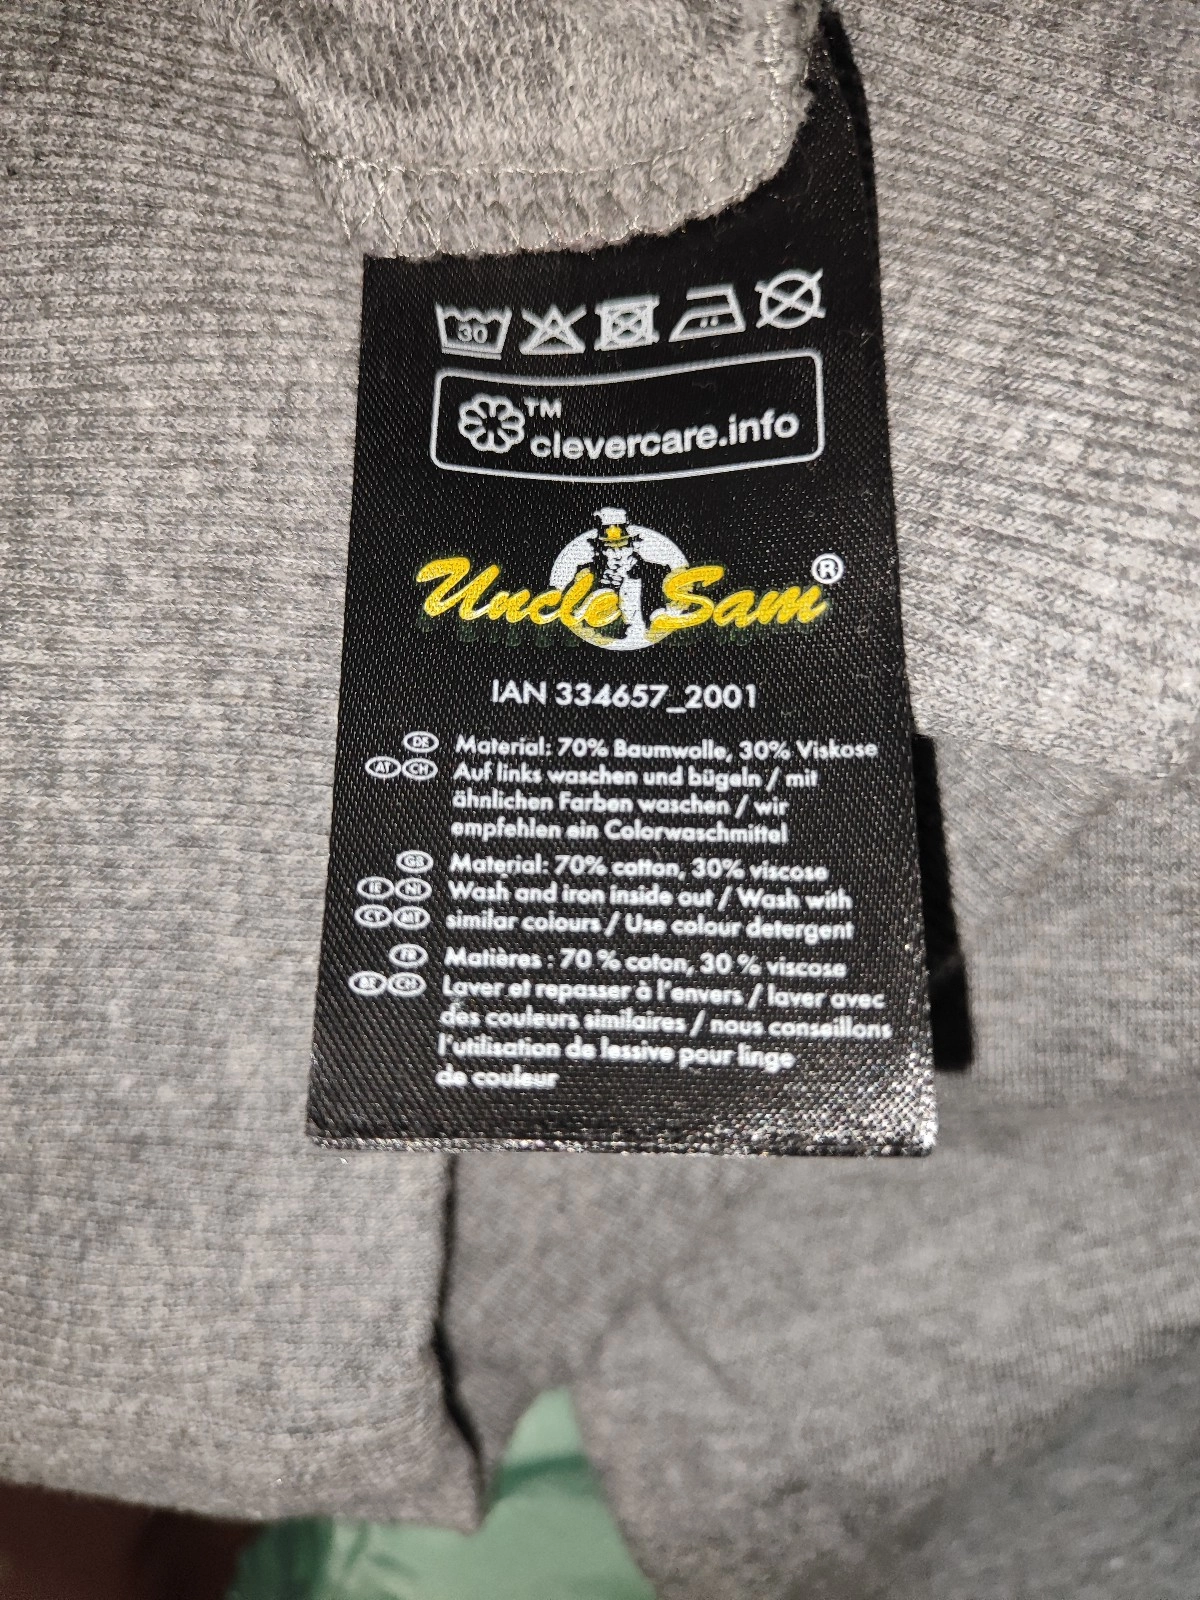 30
TM
clevercare.info
Uncle Sam®
IAN 334657_2001
DE Material: 70% Baumwolle, 30% Viskose
AT CH Auf links waschen und bügeln / mit
ähnlichen Farben waschen / wir
empfehlen ein Colorwaschmittel
GB Material: 70% cotton, 30% viscose
IE NI Wash and iron inside out / Wash with
CY MT similar colours / Use colour detergent
FR Matières : 70 % coton, 30 % viscose
BE CH Laver et repasser à l'envers / laver avec
des couleurs similaires / nous conseillons
l'utilisation de lessive pour linge
de couleur